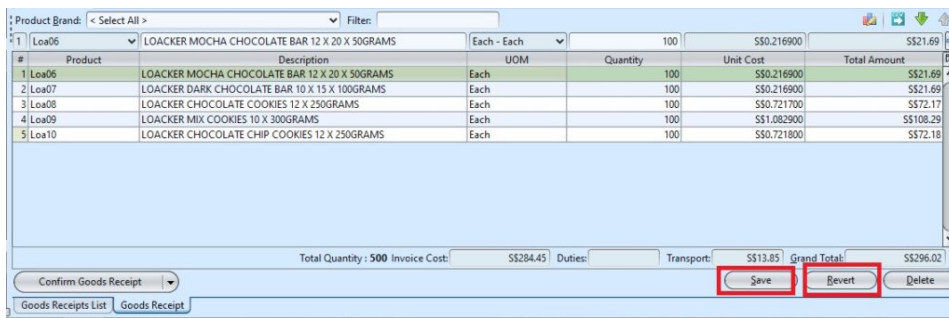 Product Brand: < Select All > Filter:
1 Loa06 LOACKER MOCHA CHOCOLATE BAR 12 X 20 X 50GRAMS Each - Each 100 S$0.216900 S$21.69
# Product Description UOM Quantity Unit Cost Total Amount
1 Loa06 LOACKER MOCHA CHOCOLATE BAR 12 X 20 X 50GRAMS Each 100 S$0.216900 S$21.69
2 Loa07 LOACKER DARK CHOCOLATE BAR 10 X 15 X 100GRAMS Each 100 S$0.216900 S$21.69
3 Loa08 LOACKER CHOCOLATE COOKIES 12 X 250GRAMS Each 100 S$0.721700 S$72.17
4 Loa09 LOACKER MIX COOKIES 10 X 300GRAMS Each 100 S$1.082900 S$108.29
5 Loa10 LOACKER CHOCOLATE CHIP COOKIES 12 X 250GRAMS Each 100 S$0.721800 S$72.18
Total Quantity : 500 Invoice Cost: S$284.45 Duties: Transport: S$13.85 Grand Total: S$296.02
Confirm Goods Receipt Save Revert Delete
Goods Receipts List Goods Receipt